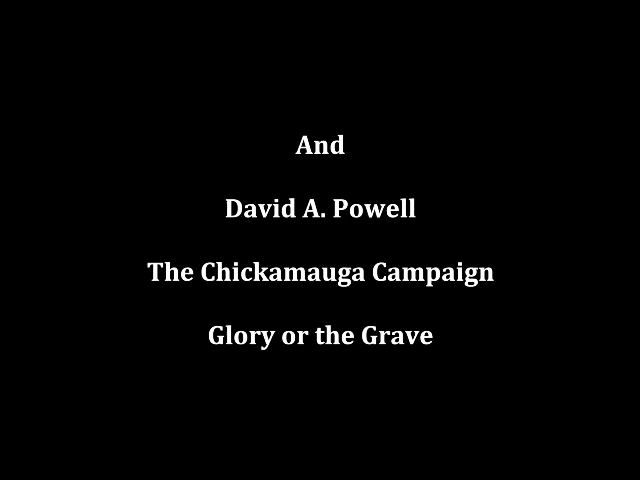 And
David A. Powell
The Chickamauga Campaign
Glory or the Grave